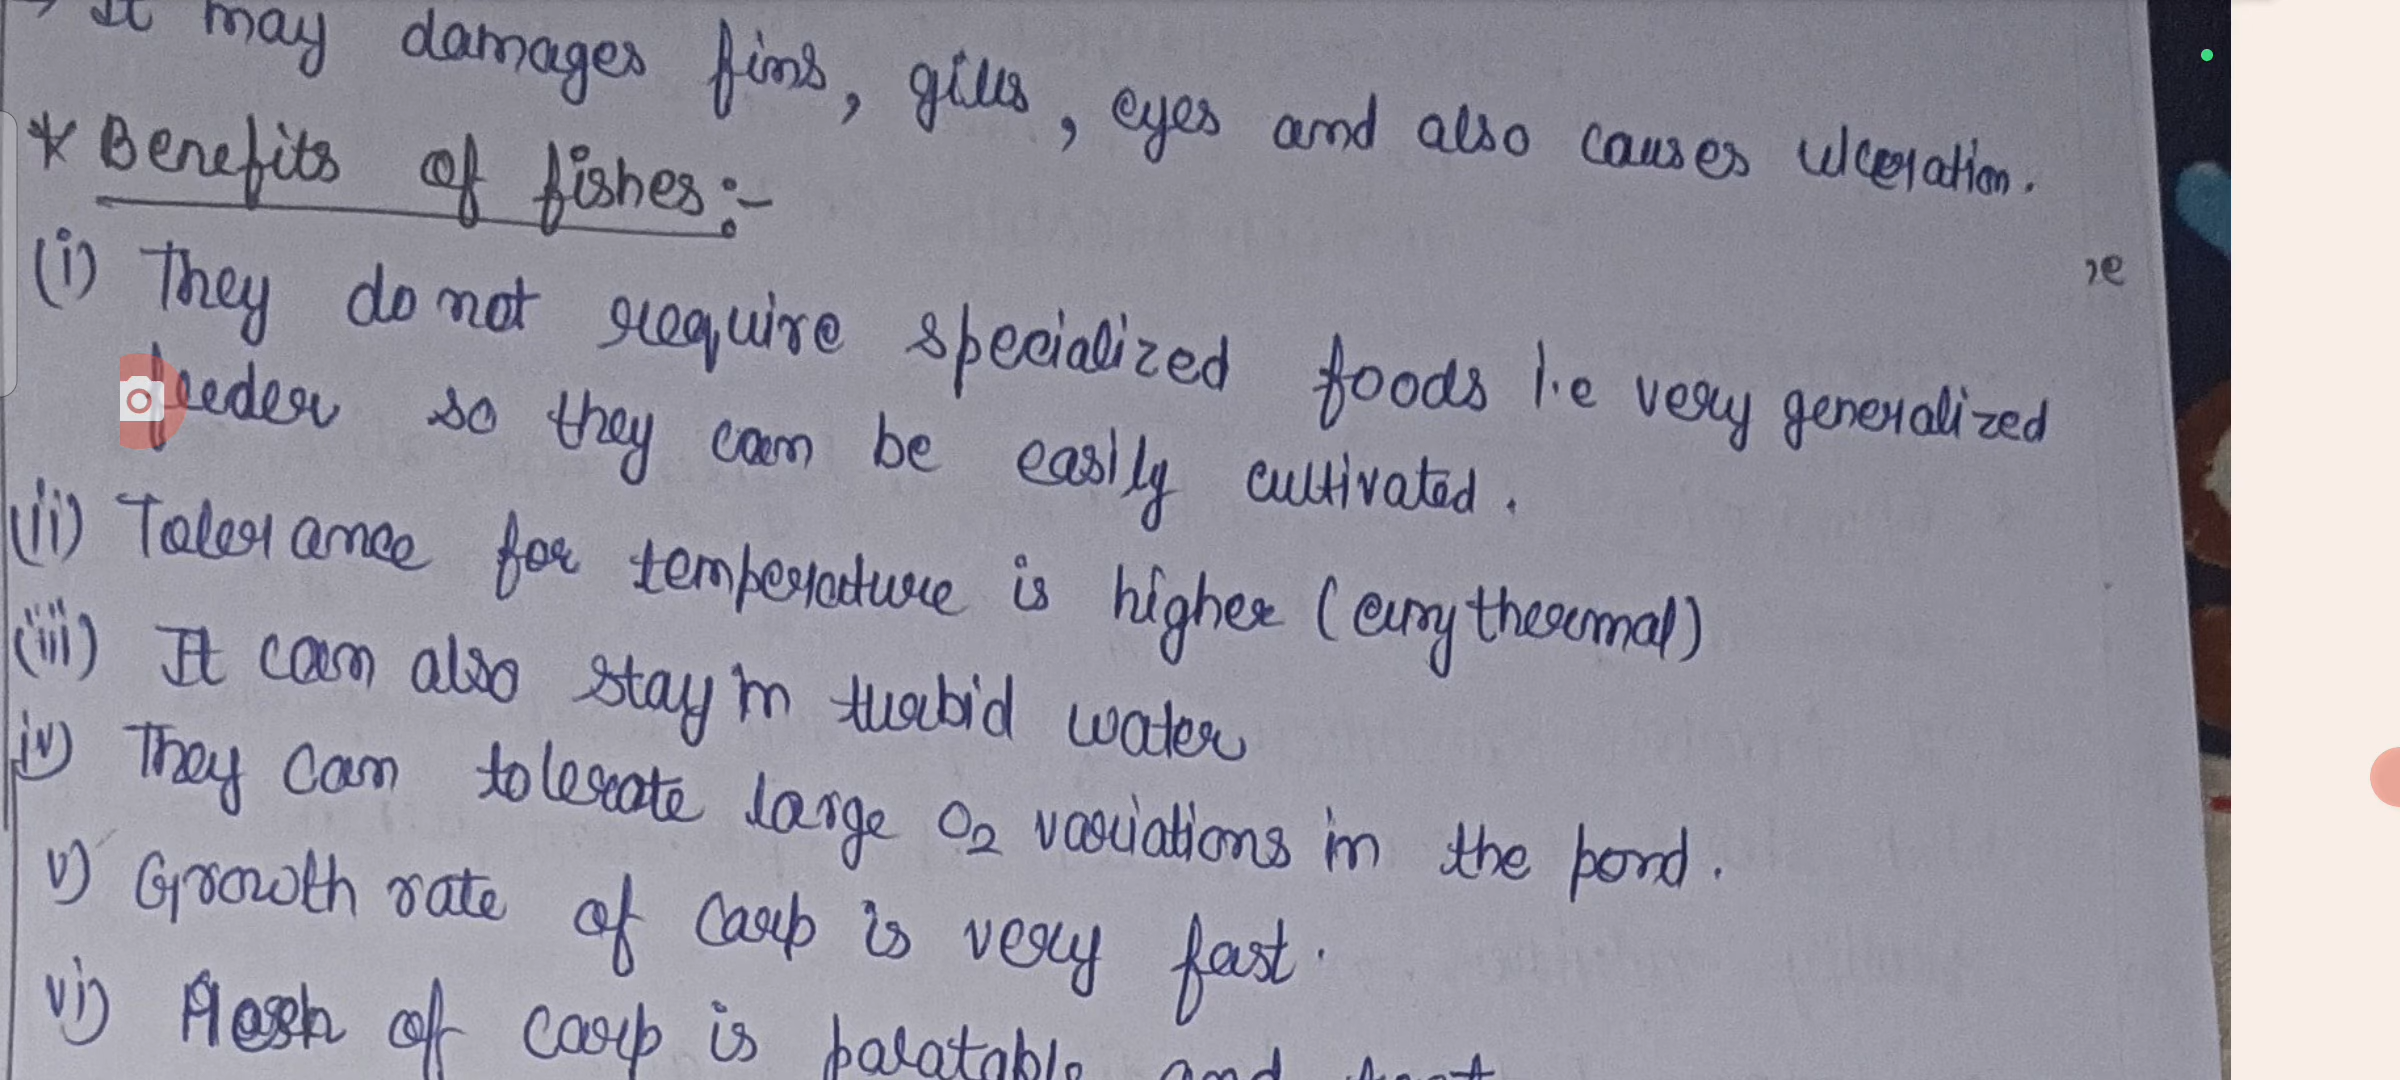 It may damages fins, gills, eyes and also causes ulceration.
* Benefits of fishes:-
(i) They do not require specialized foods i.e very generalized
feeder so they can be easily cultivated.
(ii) Tolerance for temperature is higher (eurythermal)
(iii) It can also stay in turbid water
iv) They can tolerate large O2 variations in the pond.
v) Growth rate of carp is very fast.
vi) Flesh of carp is palatable and